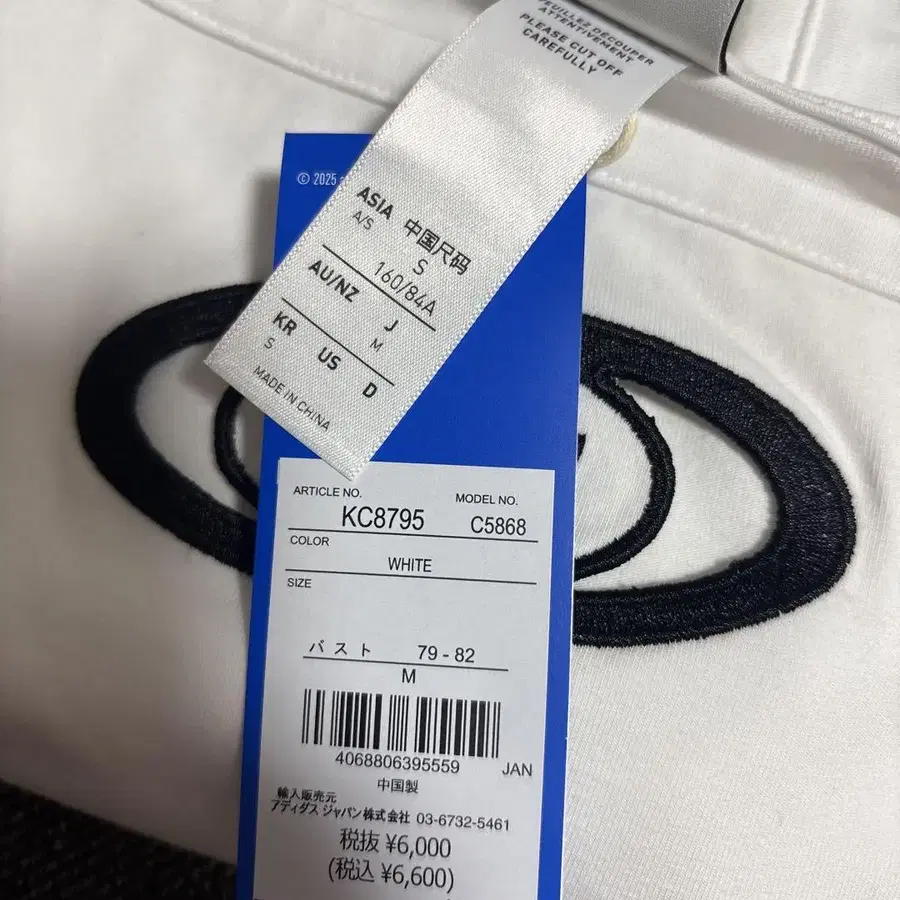 VEUILLEZ DÉCOUPER
ATTENTIVEMENT
PLEASE CUT OFF
CAREFULLY
© 2025
ASIA 中国尺码
A/S S
160/84A
AU/NZ J
M
KR US D
S
MADE IN CHINA
ARTICLE NO. MODEL NO.
KC8795 C5868
COLOR
WHITE
SIZE
バスト 79 - 82
M
4068806395559 JAN
中国製
輸入販売元
アディダス ジャパン株式会社 03-6732-5461
税抜 ¥6,000
(税込 ¥6,600)